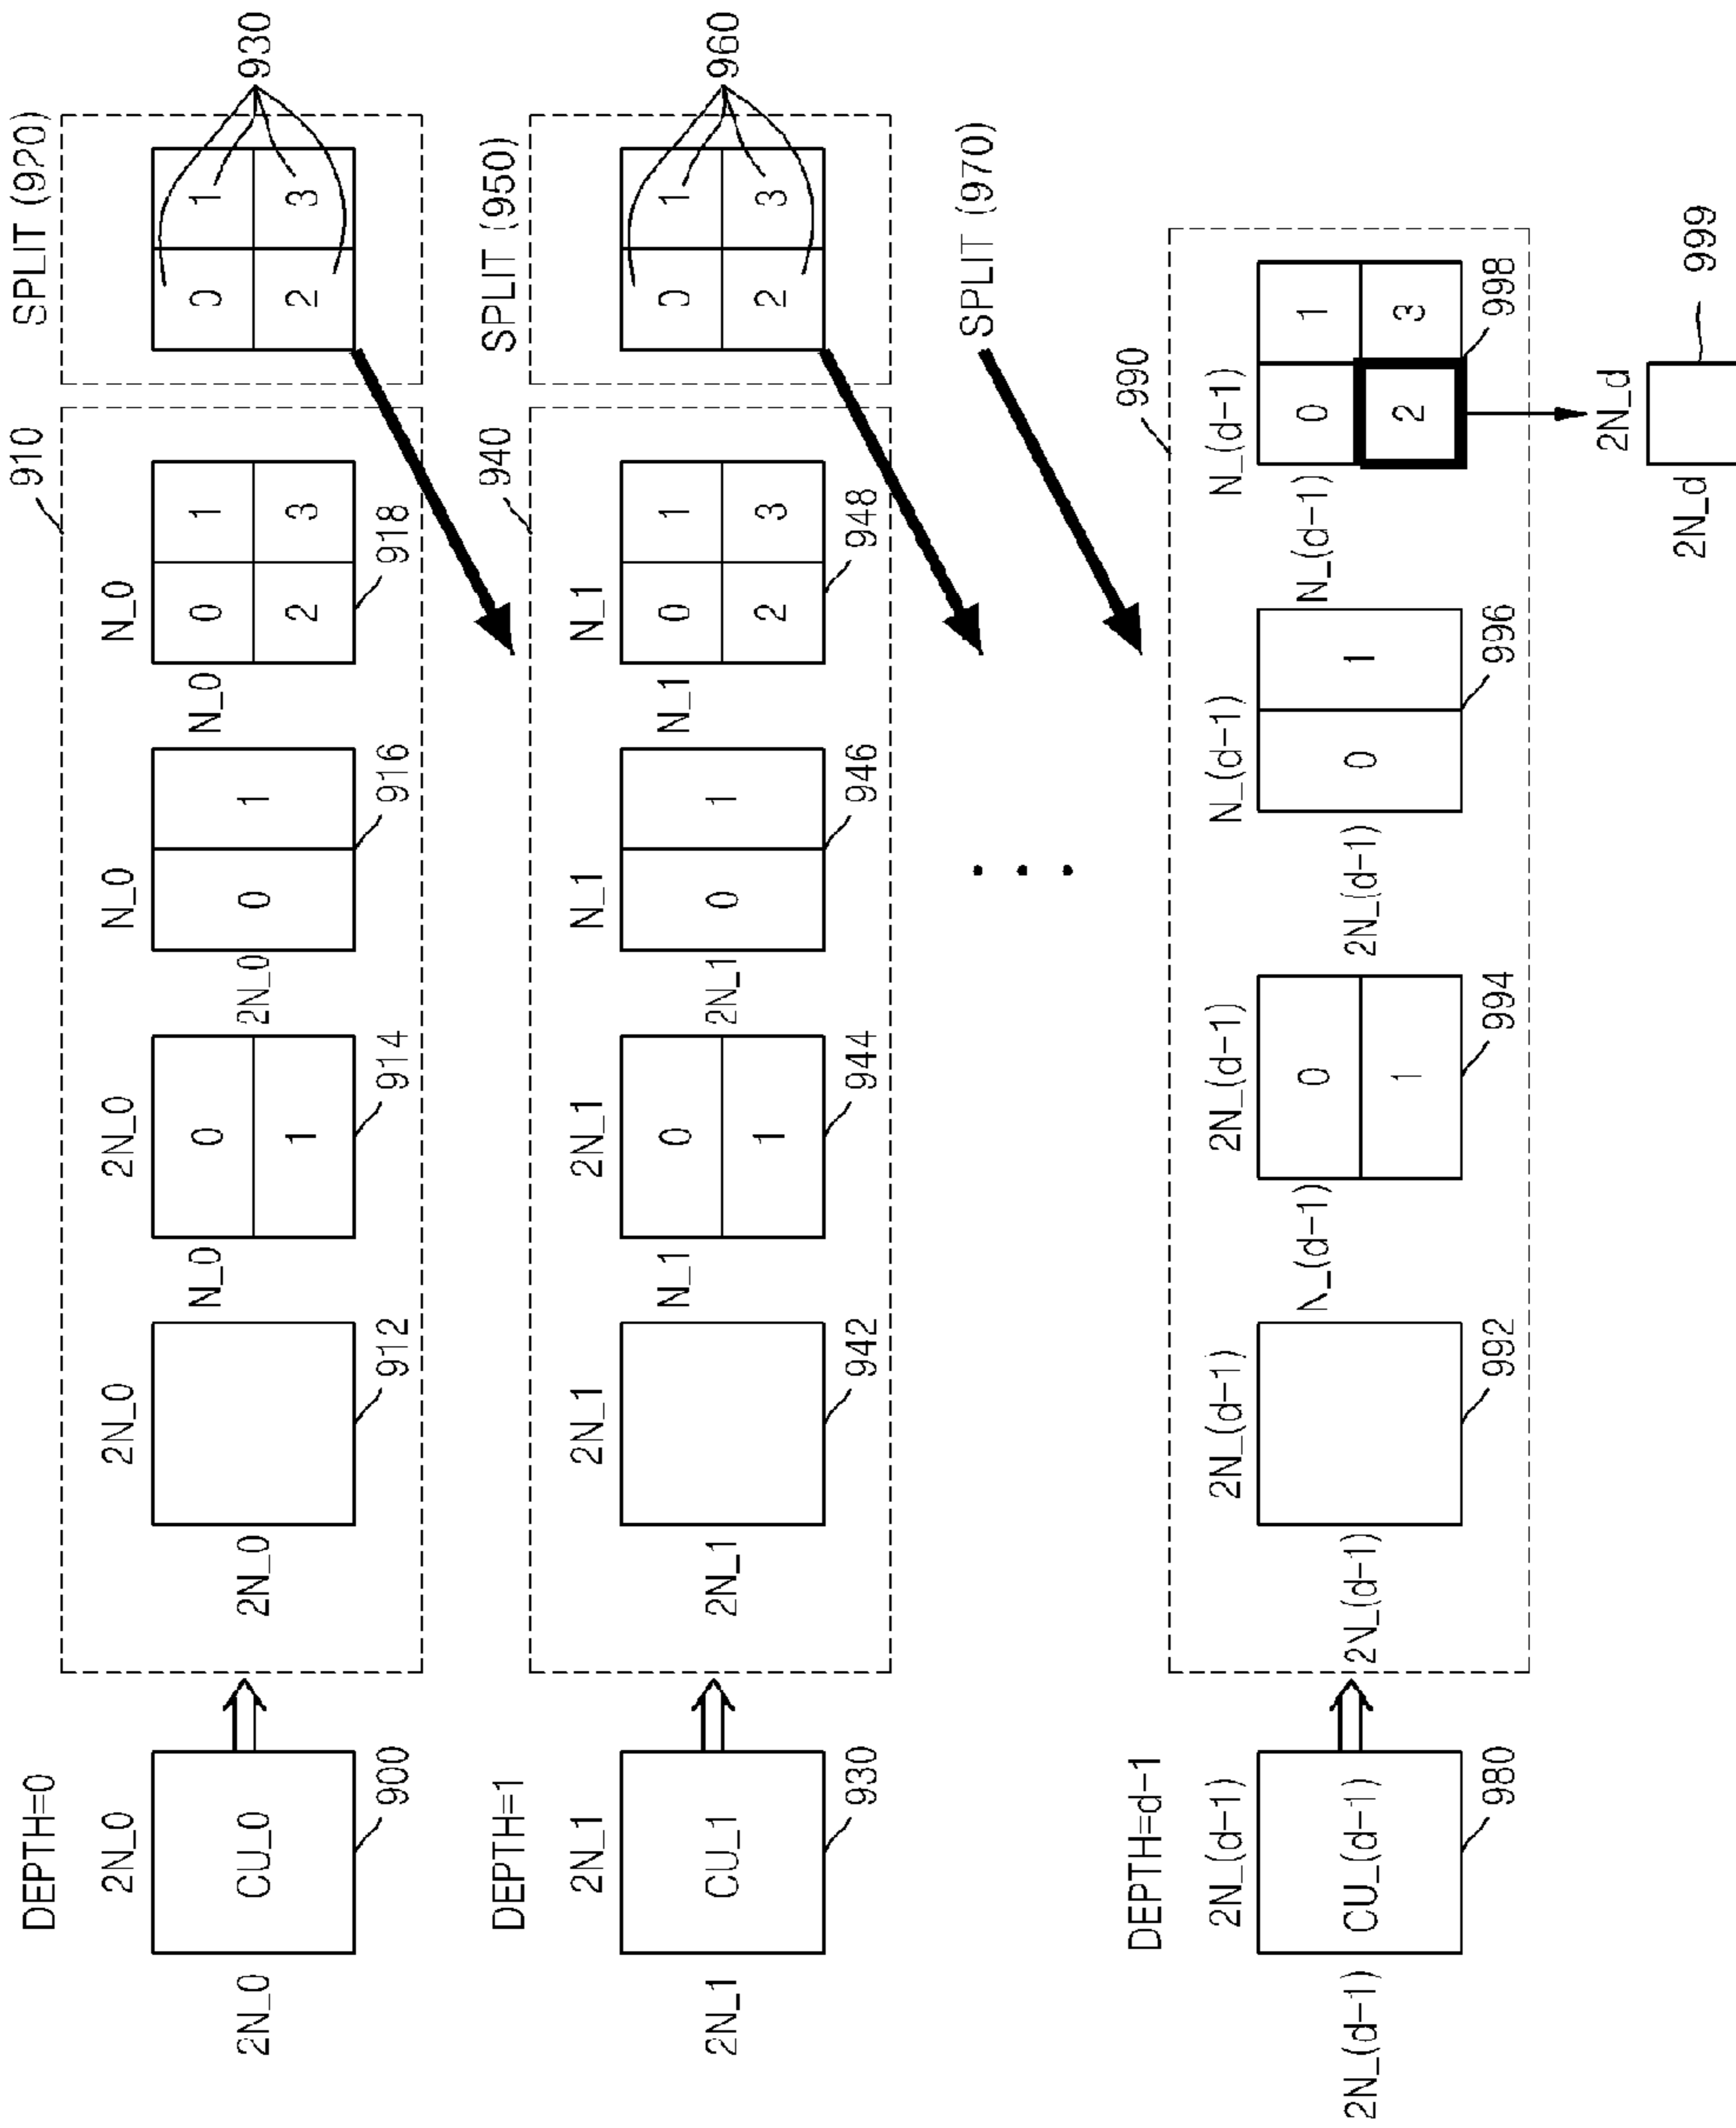 DEPTH=0
SPLIT (920)
910
2N_0
2N_0
2N_0
N_0
N_0
2N_0
CU_0
2N_0
N_0
0
1
2N_0
0
1
N_0
0
1
2
3
0
1
2
3
930
900
912
914
916
918
DEPTH=1
SPLIT (950)
940
2N_1
2N_1
2N_1
N_1
N_1
2N_1
CU_1
2N_1
N_1
0
1
2N_1
0
1
N_1
0
1
2
3
0
1
2
3
960
930
942
944
946
948
SPLIT (970)
DEPTH=d-1
990
2N_(d-1)
2N_(d-1)
2N_(d-1)
N_(d-1)
N_(d-1)
2N_(d-1)
CU_(d-1)
2N_(d-1)
N_(d-1)
0
1
2N_(d-1)
0
1
N_(d-1)
0
1
2
3
980
992
994
996
998
2N_d
2N_d
999